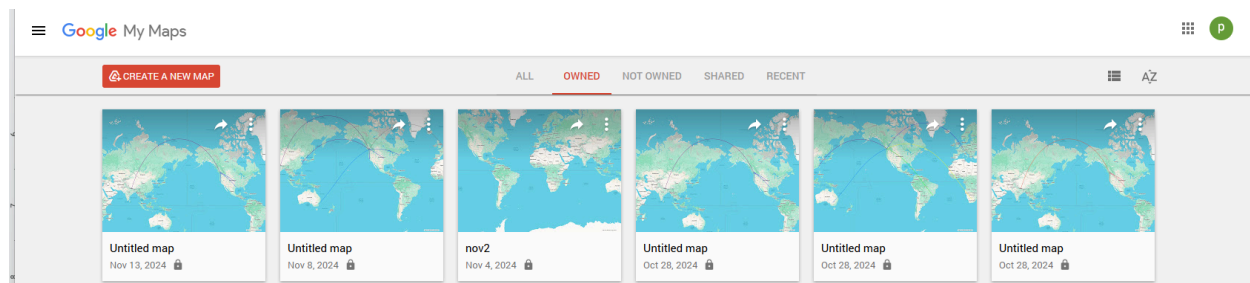 Google My Maps
P
CREATE A NEW MAP
ALL OWNED NOT OWNED SHARED RECENT
AZ
Untitled map
Nov 13, 2024
Untitled map
Nov 8, 2024
nov2
Nov 4, 2024
Untitled map
Oct 28, 2024
Untitled map
Oct 28, 2024
Untitled map
Oct 28, 2024